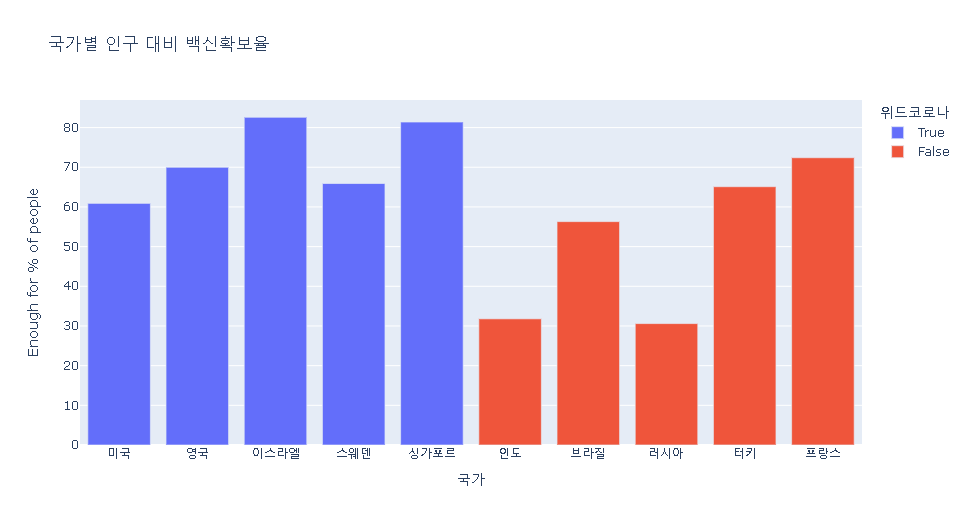 국가별 인구 대비 백신확보율
위드코로나
True
False
Enough for % of people
80
70
60
50
40
30
20
10
0
미국
영국
이스라엘
스웨덴
싱가포르
인도
브라질
러시아
터키
프랑스
국가